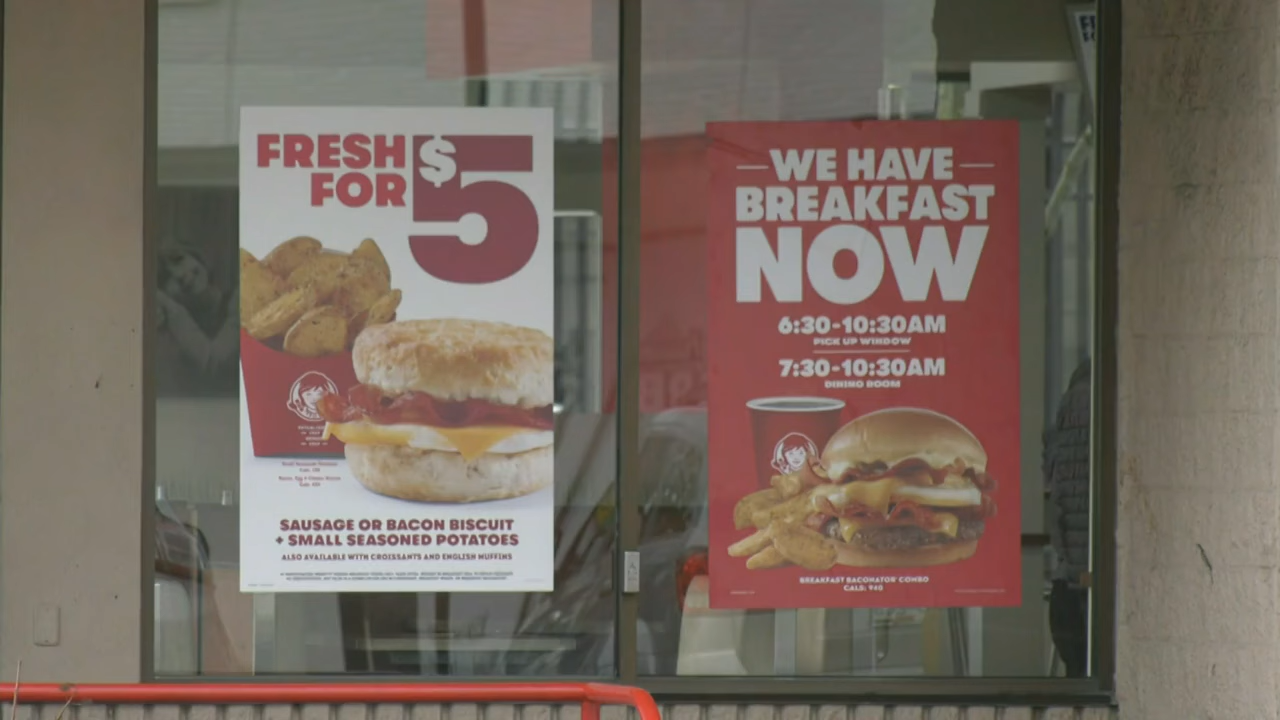 FRESH
FOR
$5
SAUSAGE OR BACON BISCUIT
+ SMALL SEASONED POTATOES
ALSO AVAILABLE WITH CROISSANTS AND ENGLISH MUFFINS
WE HAVE
BREAKFAST
NOW
6:30-10:30AM
PICK UP WINDOW
7:30-10:30AM
DINING ROOM
BREAKFAST BACONATOR COMBO
CALS: 940